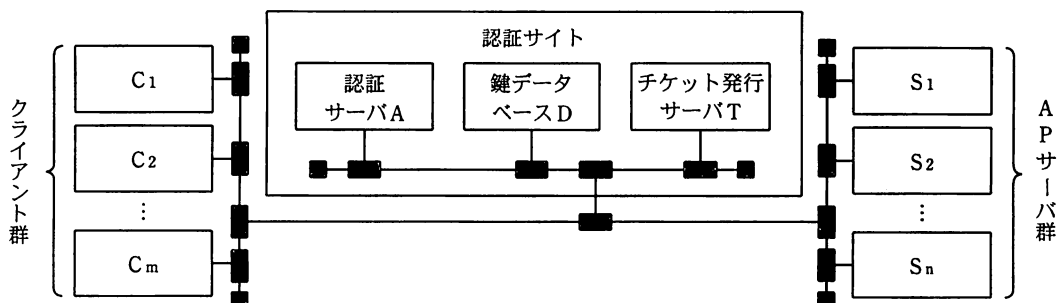 認証サイト
クライアント群
C1
C2
⋮
Cm
認証
サーバA
鍵データ
ベースD
チケット発行
サーバT
S1
S2
⋮
Sn
APサーバ群